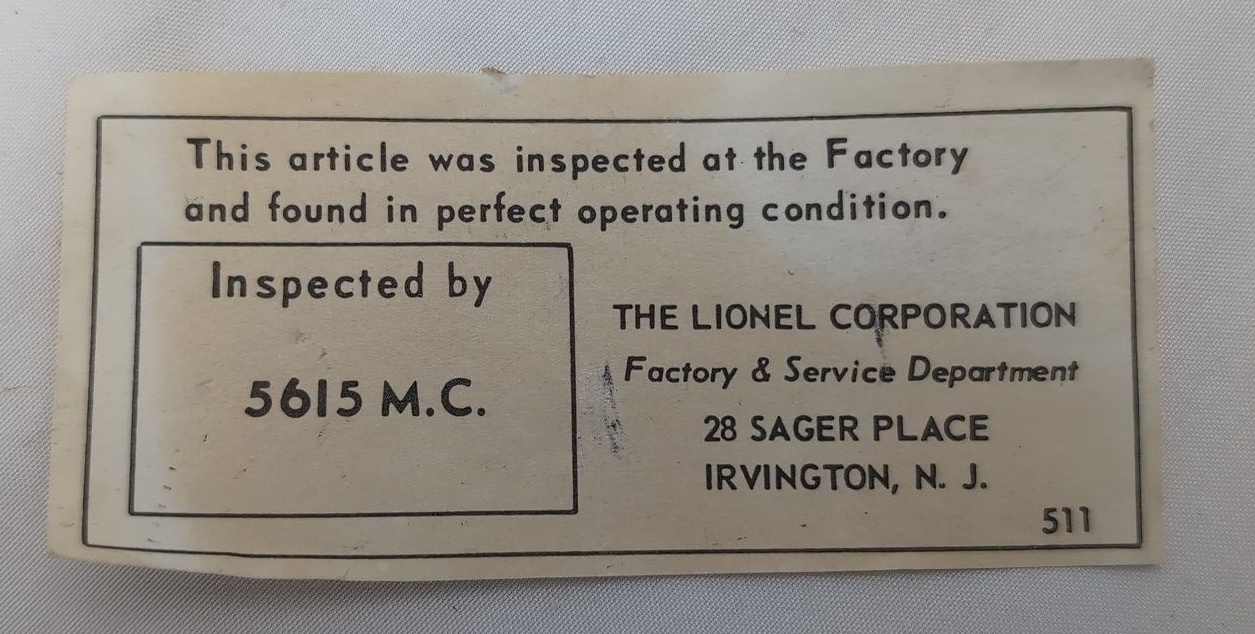 This article was inspected at the Factory
and found in perfect operating condition.
Inspected by
5615 M.C.
THE LIONEL CORPORATION
Factory & Service Department
28 SAGER PLACE
IRVINGTON, N. J.
511